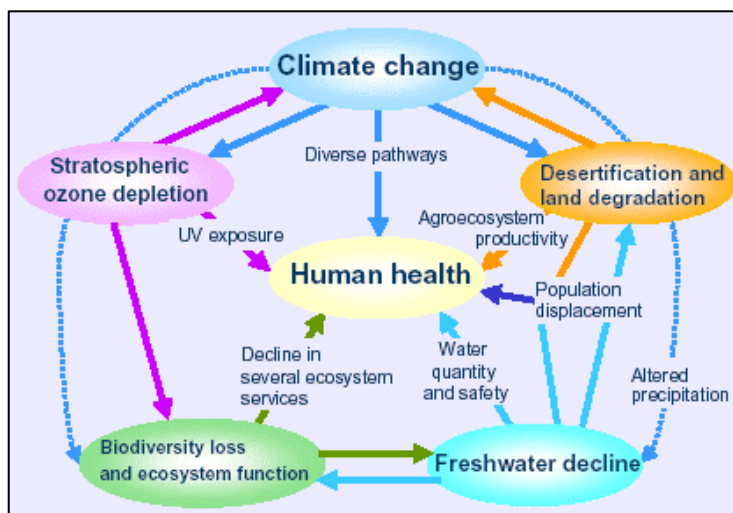 Climate change
Diverse pathways
Stratospheric
ozone depletion
Desertification and
land degradation
UV exposure
Agroecosystem
productivity
Human health
Population
displacement
Decline in
several ecosystem
services
Water
quantity
and safety
Altered
precipitation
Biodiversity loss
and ecosystem function
Freshwater decline